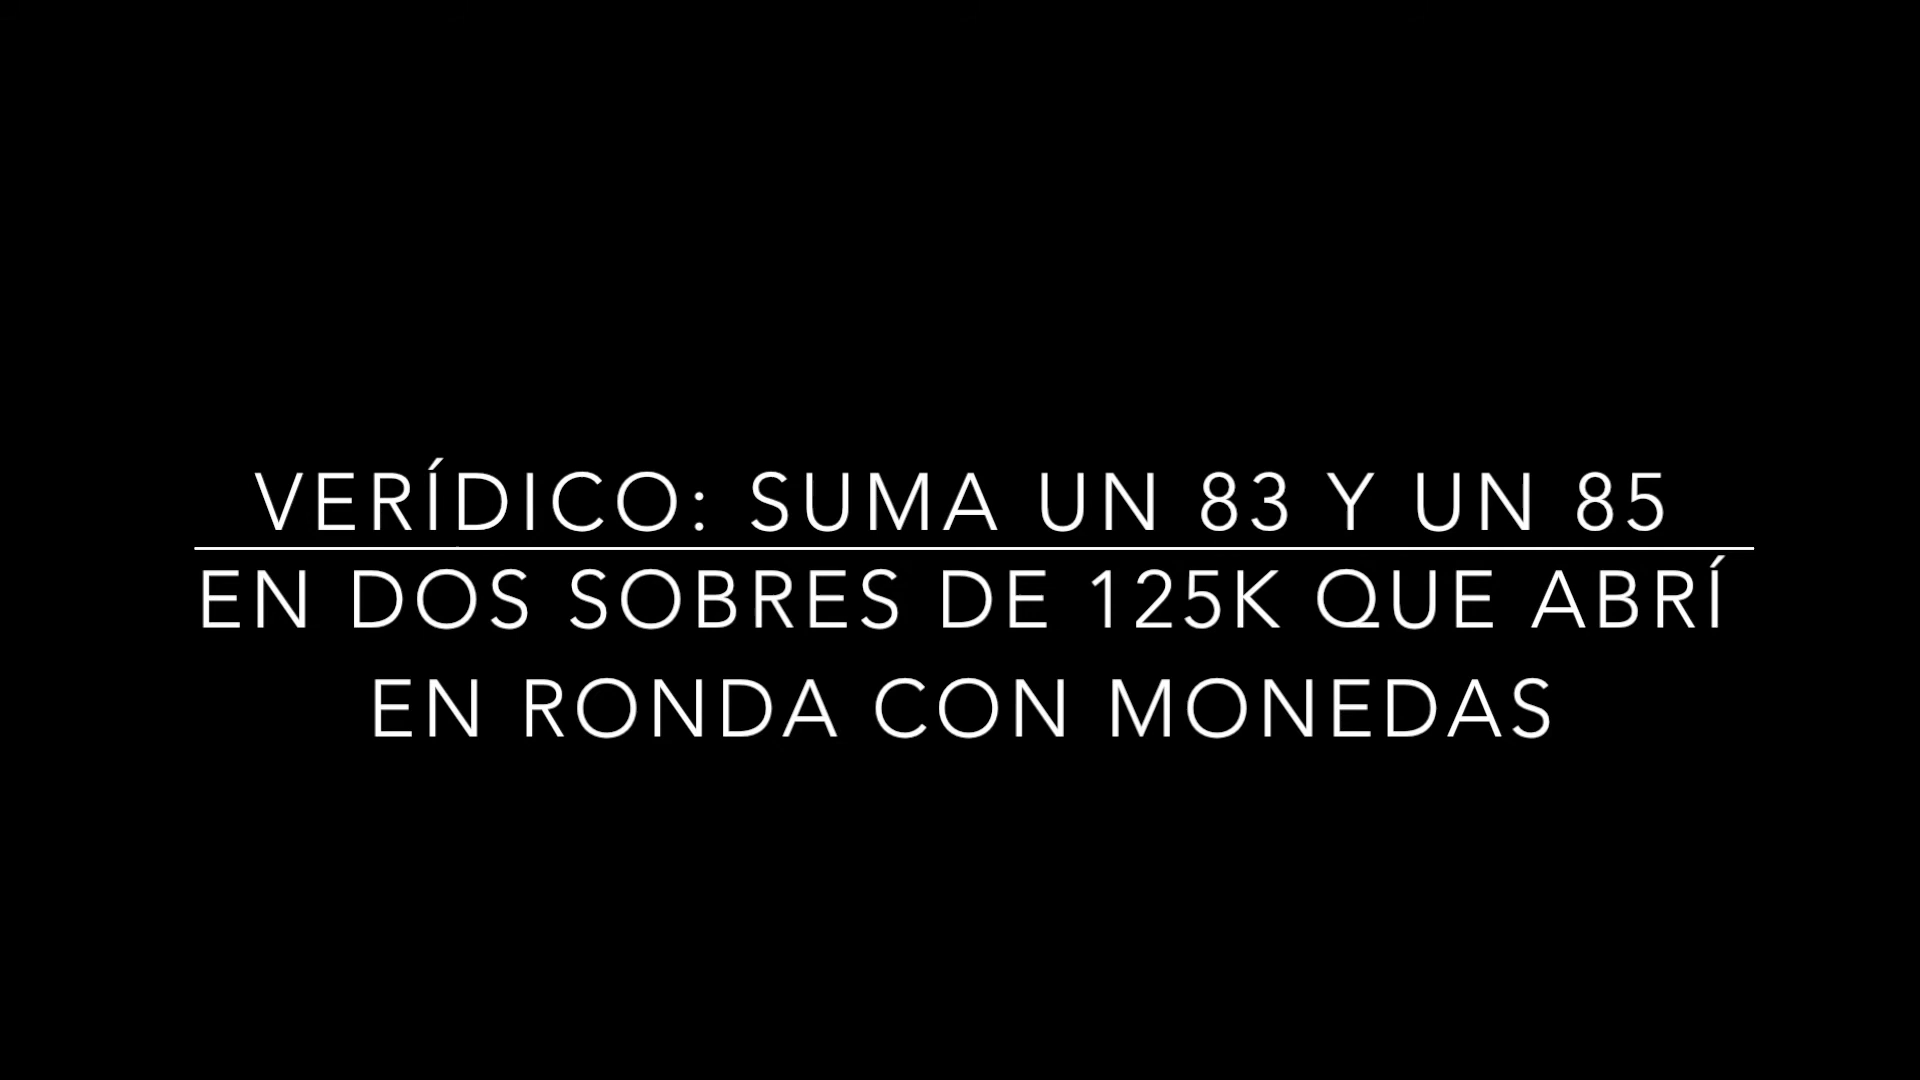 VERÍDICO: SUMA UN 83 Y UN 85
EN DOS SOBRES DE 125K QUE ABRÍ
EN RONDA CON MONEDAS